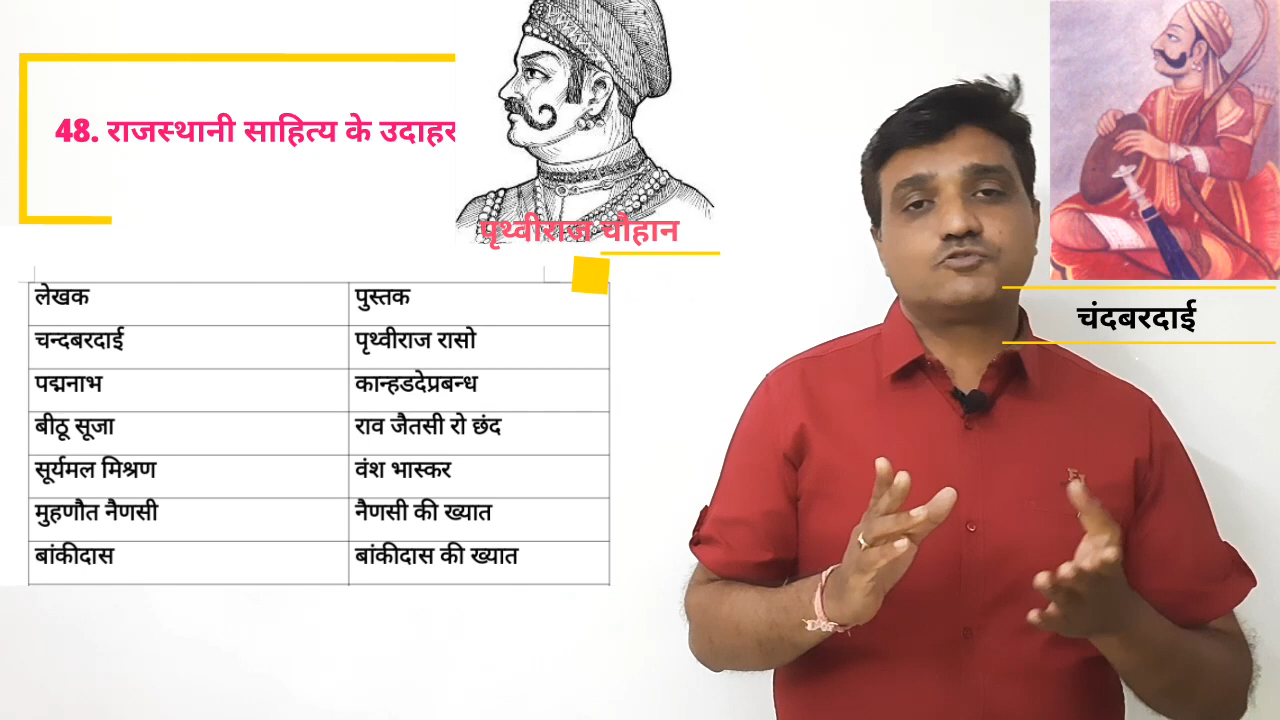 48. राजस्थानी साहित्य के उदाहर
पृथ्वीराज चौहान
चंदबरदाई
लेखक पुस्तक
चन्दबरदाई पृथ्वीराज रासो
पद्मनाभ कान्हडदेप्रबन्ध
बीठू सूजा राव जैतसी रो छंद
सूर्यमल मिश्रण वंश भास्कर
मुहणौत नैणसी नैणसी की ख्यात
बांकीदास बांकीदास की ख्यात